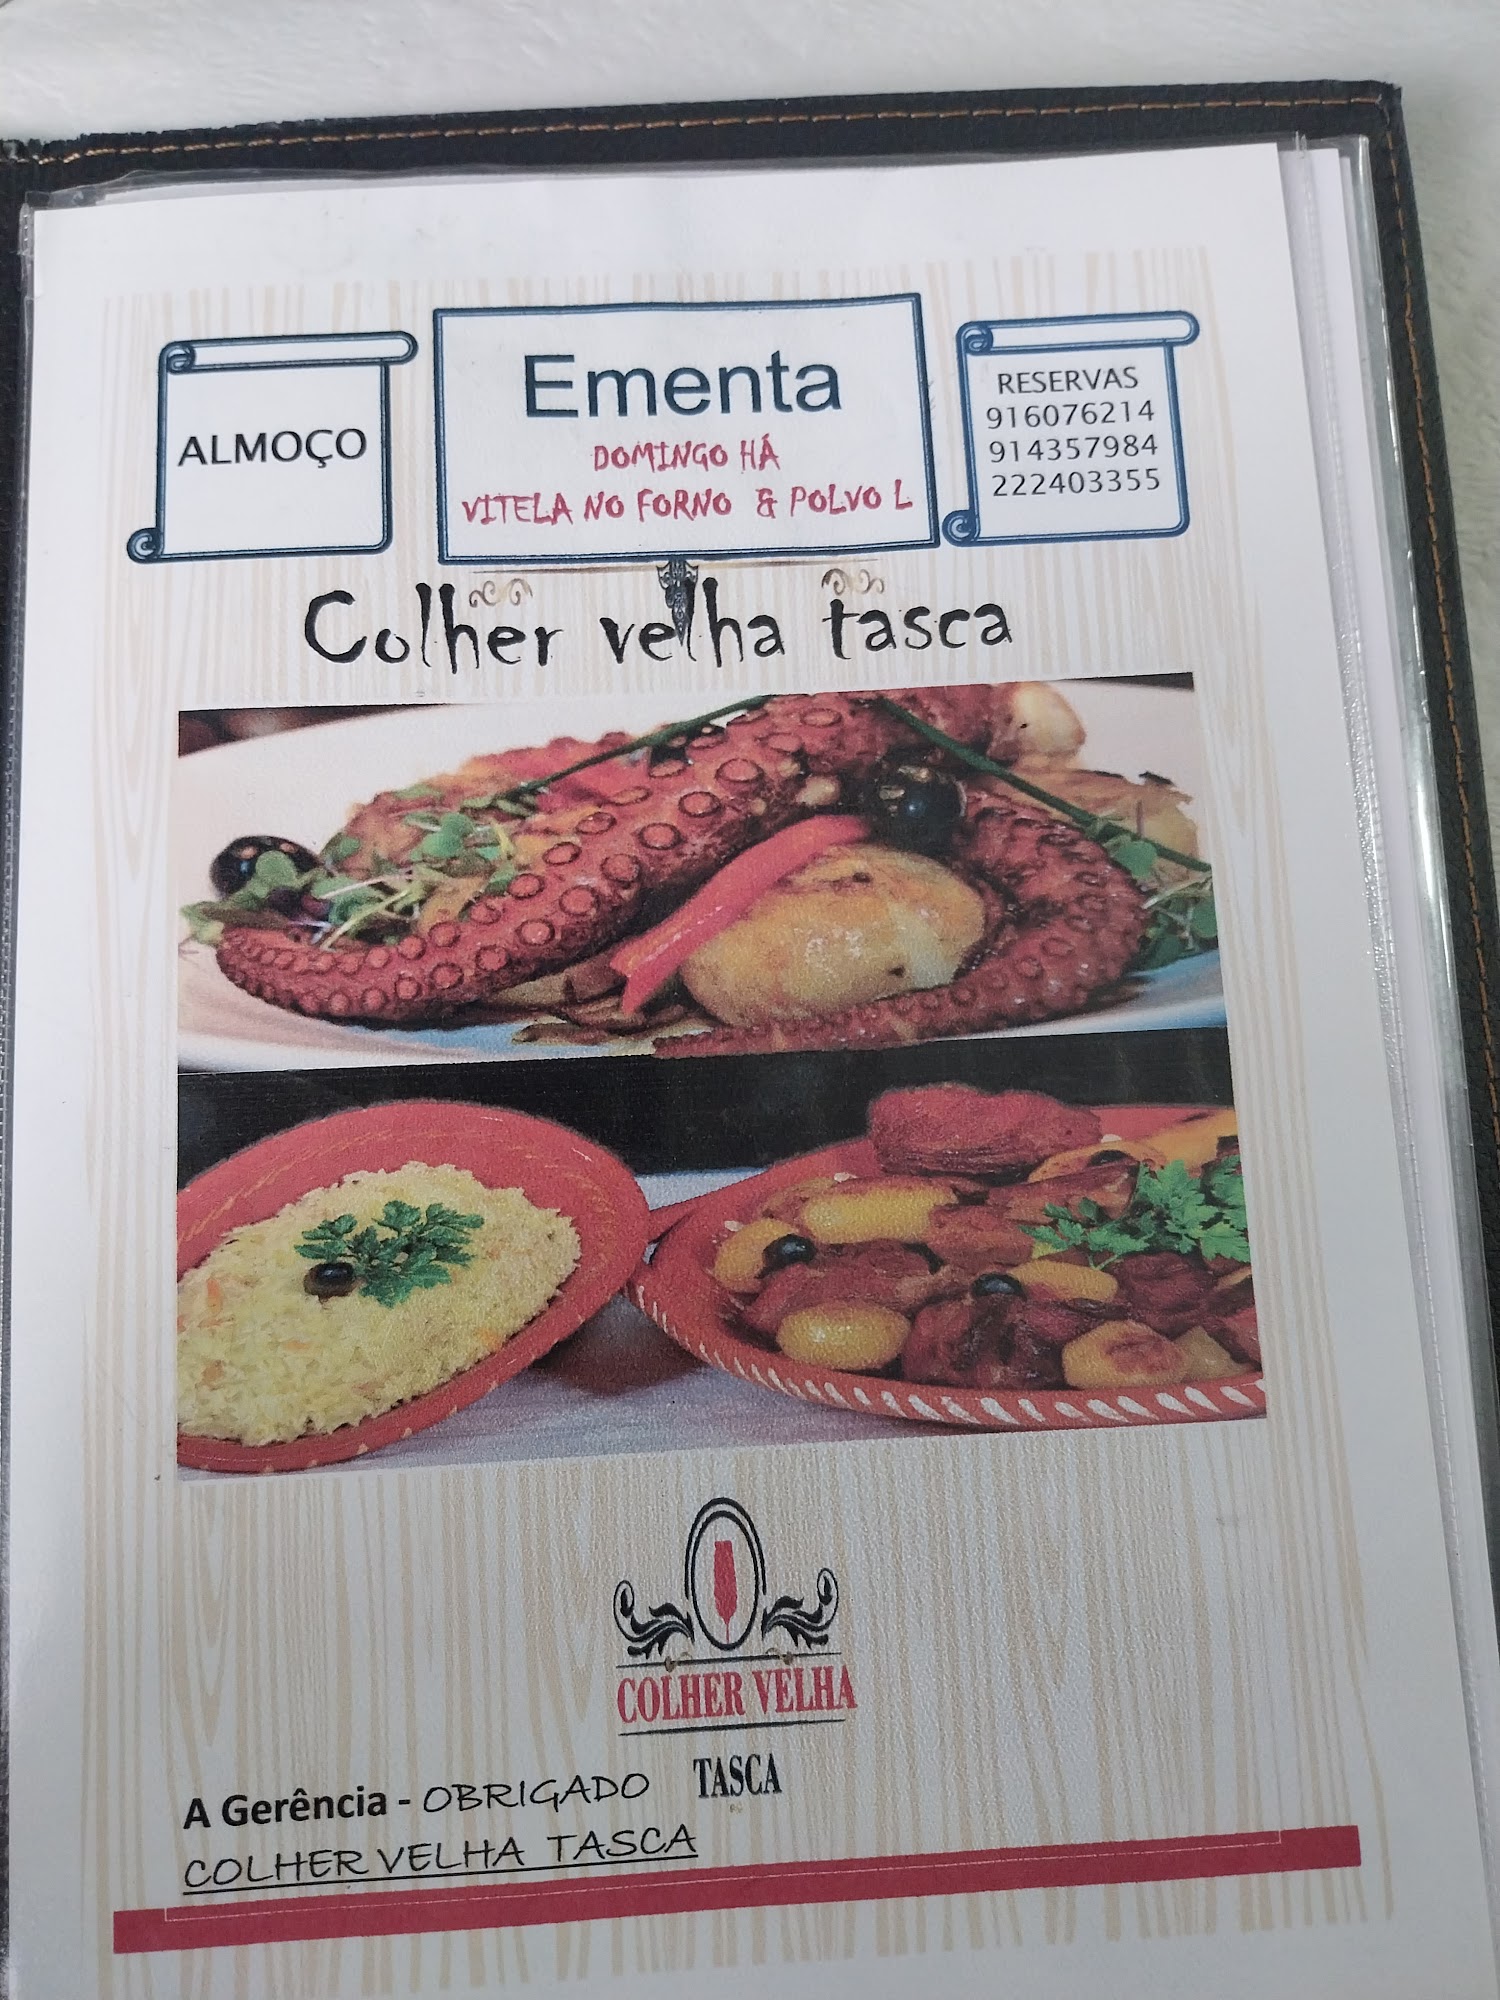 ALMOÇO
Ementa
DOMINGO HÁ
VITELA NO FORNO & POLVO L
RESERVAS
916076214
914357984
222403355
Colher velha tasca
COLHER VELHA
TASCA
A Gerência - OBRIGADO
COLHER VELHA TASCA